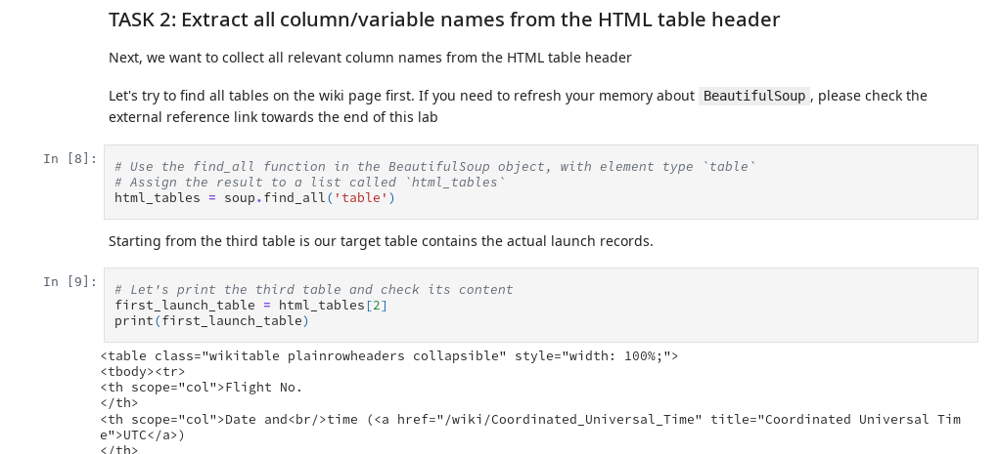 TASK 2: Extract all column/variable names from the HTML table header
Next, we want to collect all relevant column names from the HTML table header
Let's try to find all tables on the wiki page first. If you need to refresh your memory about BeautifulSoup, please check the
external reference link towards the end of this lab
In [8]:
# Use the find_all function in the BeautifulSoup object, with element type `table`
# Assign the result to a list called `html_tables`
html_tables = soup.find_all('table')
Starting from the third table is our target table contains the actual launch records.
In [9]:
# Let's print the third table and check its content
first_launch_table = html_tables[2]
print(first_launch_table)
<table class="wikitable plainrowheaders collapsible" style="width: 100%;">
<tbody><tr>
<th scope="col">Flight No.
</th>
<th scope="col">Date and<br/>time (<a href="/wiki/Coordinated_Universal_Time" title="Coordinated Universal Tim
e">UTC</a>)
</th>